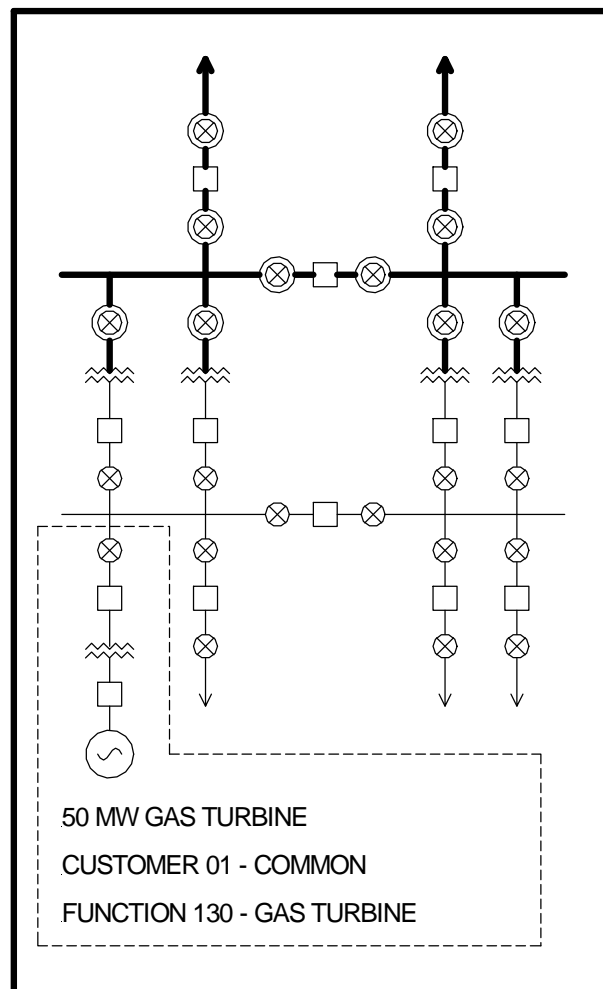 50 MW GAS TURBINE
CUSTOMER 01 - COMMON
FUNCTION 130 - GAS TURBINE